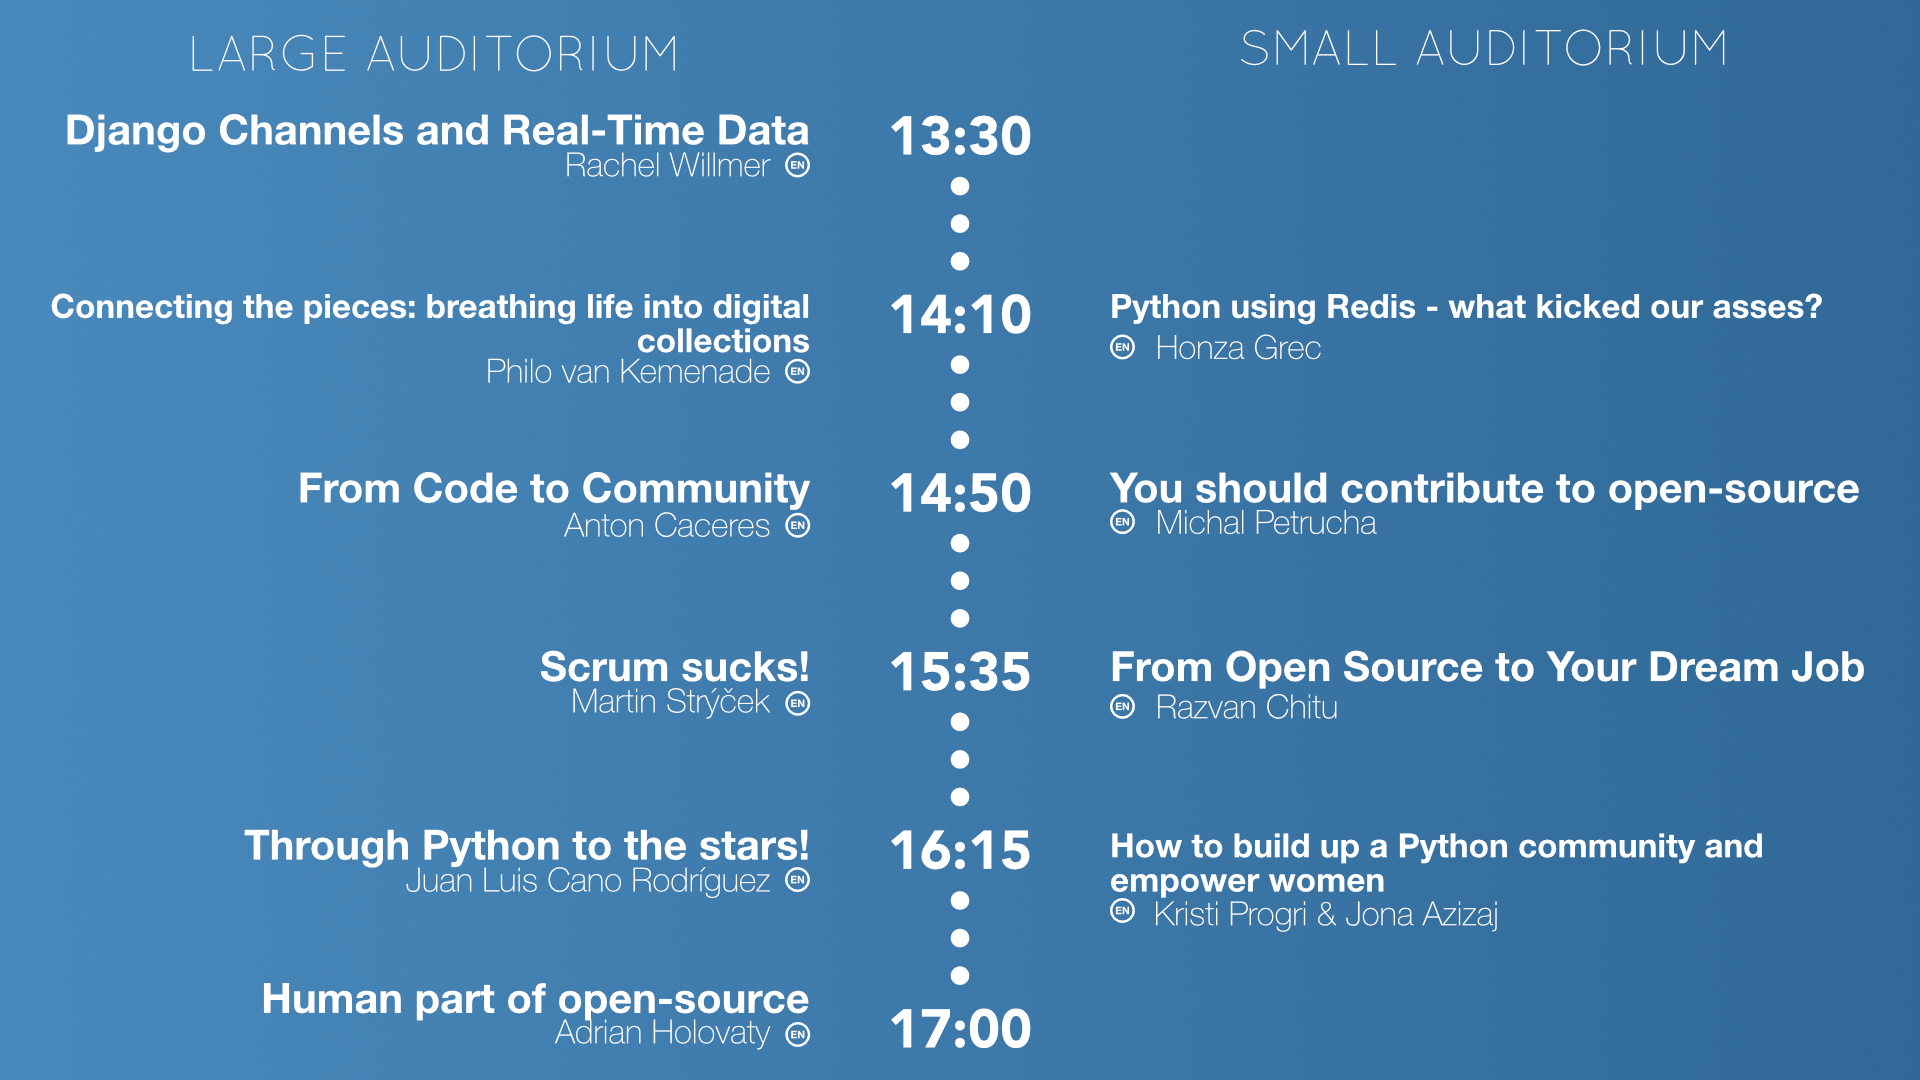 LARGE AUDITORIUM
SMALL AUDITORIUM
Django Channels and Real-Time Data
Rachel Willmer EN
13:30
Connecting the pieces: breathing life into digital
collections
Philo van Kemenade EN
14:10
Python using Redis - what kicked our asses?
EN Honza Grec
From Code to Community
Anton Caceres EN
14:50
You should contribute to open-source
EN Michal Petrucha
Scrum sucks!
Martin Strýček EN
15:35
From Open Source to Your Dream Job
EN Razvan Chitu
Through Python to the stars!
Juan Luis Cano Rodríguez EN
16:15
How to build up a Python community and
empower women
EN Kristi Progri & Jona Azizaj
Human part of open-source
Adrian Holovaty EN
17:00